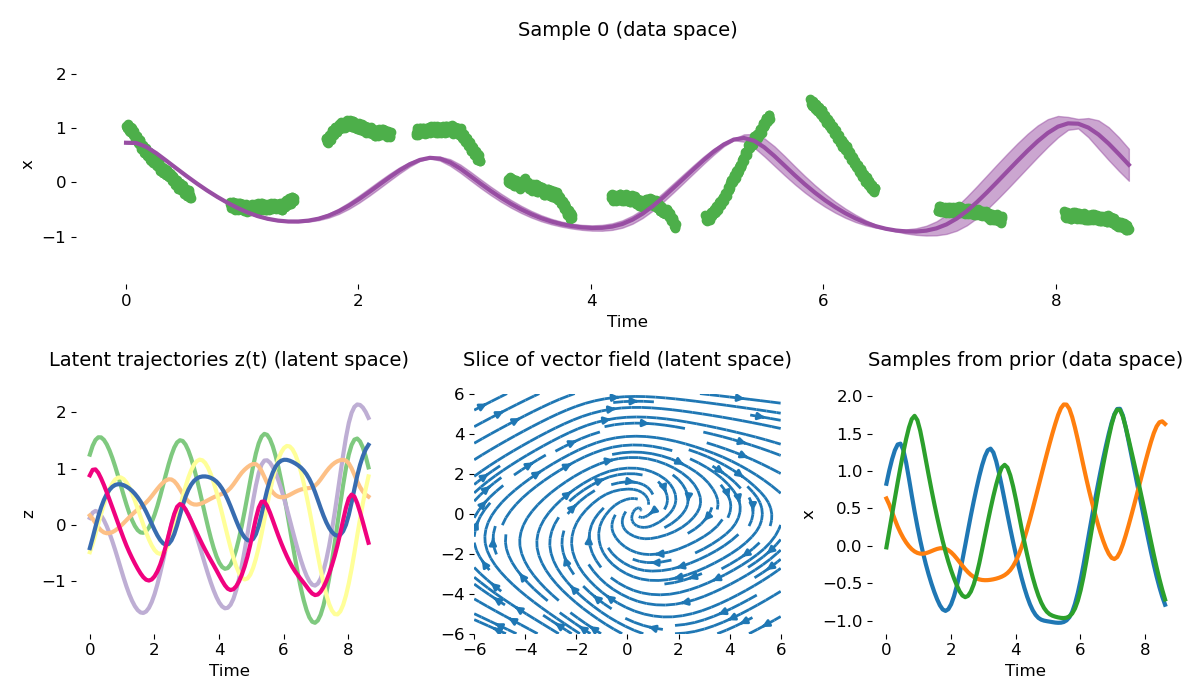 Sample 0 (data space)
2
1
0
−1
x
0 2 4 6 8
Time
Latent trajectories z(t) (latent space)
2
1
0
−1
z
0 2 4 6 8
Time
Slice of vector field (latent space)
6
4
2
0
−2
−4
−6
−6 −4 −2 0 2 4 6
Samples from prior (data space)
2.0
1.5
1.0
0.5
0.0
−0.5
−1.0
x
0 2 4 6 8
Time